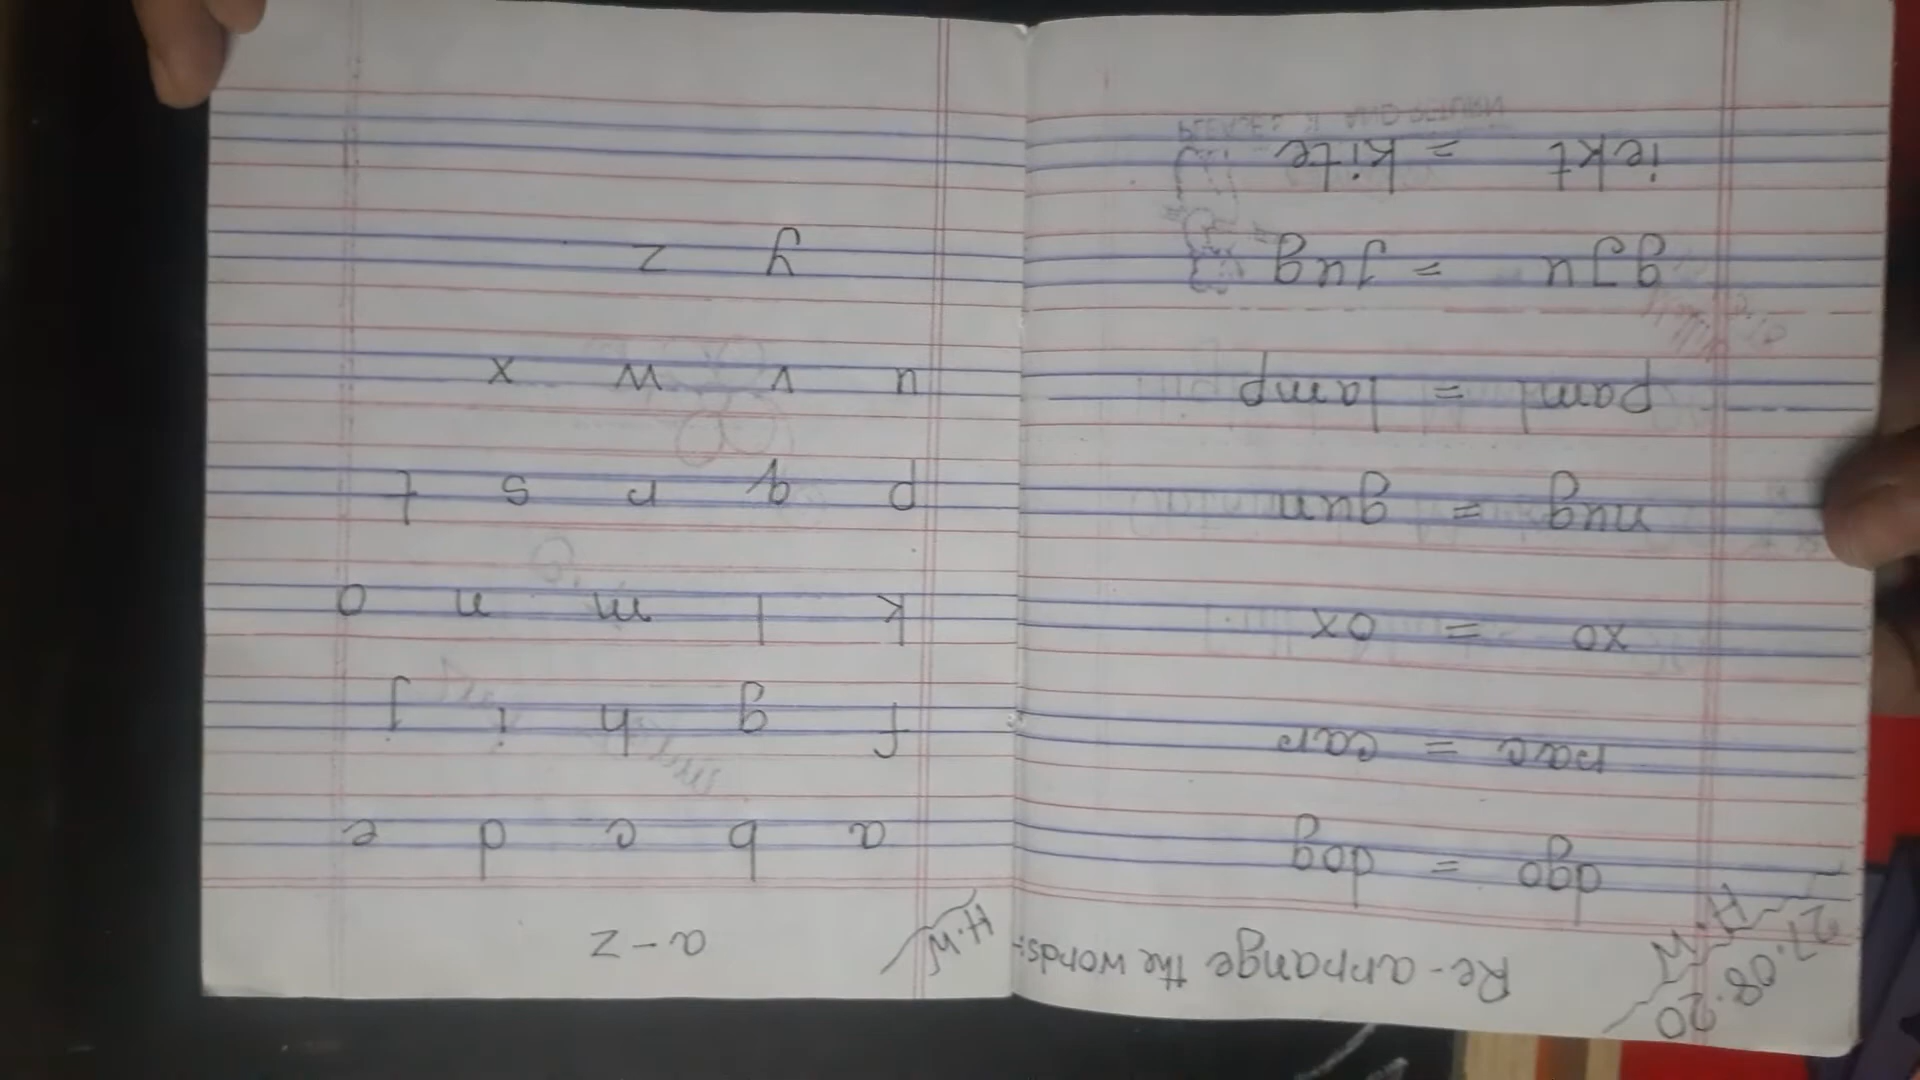 27.08.20
H.W
Re-arrange the words:-
dgo = dog
rac = car
xo = ox
nug = gun
paml = lamp
gju = jug
iekt = kite
H.W
a-z
a b c d e
f g h i j
k l m n o
p q r s t
u v w x
y z